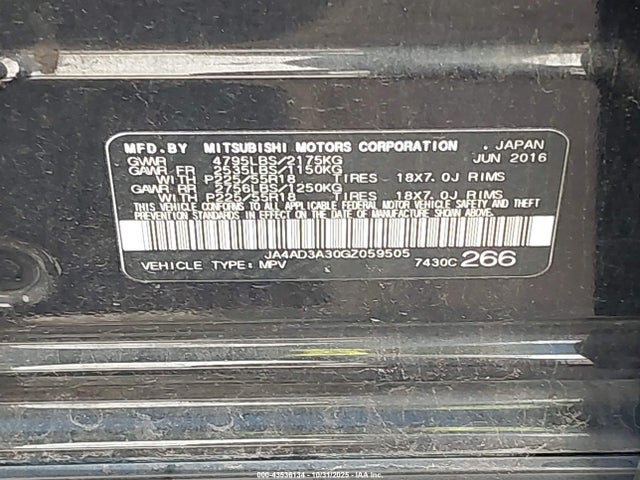 MFD.BY MITSUBISHI MOTORS CORPORATION . JAPAN
GVWR 4795LBS/2175KG JUN 2016
GAWR FR 2535LBS/1150KG
WITH P225/55R18 TIRES 18X7.0J RIMS
GAWR RR 2756LBS/1250KG
WITH P225/55R18 TIRES 18X7.0J RIMS
THIS VEHICLE CONFORMS TO ALL APPLICABLE FEDERAL MOTOR VEHICLE SAFETY AND THEFT
PREVENTION STANDARDS IN EFFECT ON THE DATE OF MANUFACTURE SHOWN ABOVE.
JA4AD3A30GZ059505
VEHICLE TYPE: MPV 7430C 266
000-43536134 - 10/31/2025 - IAA Inc.